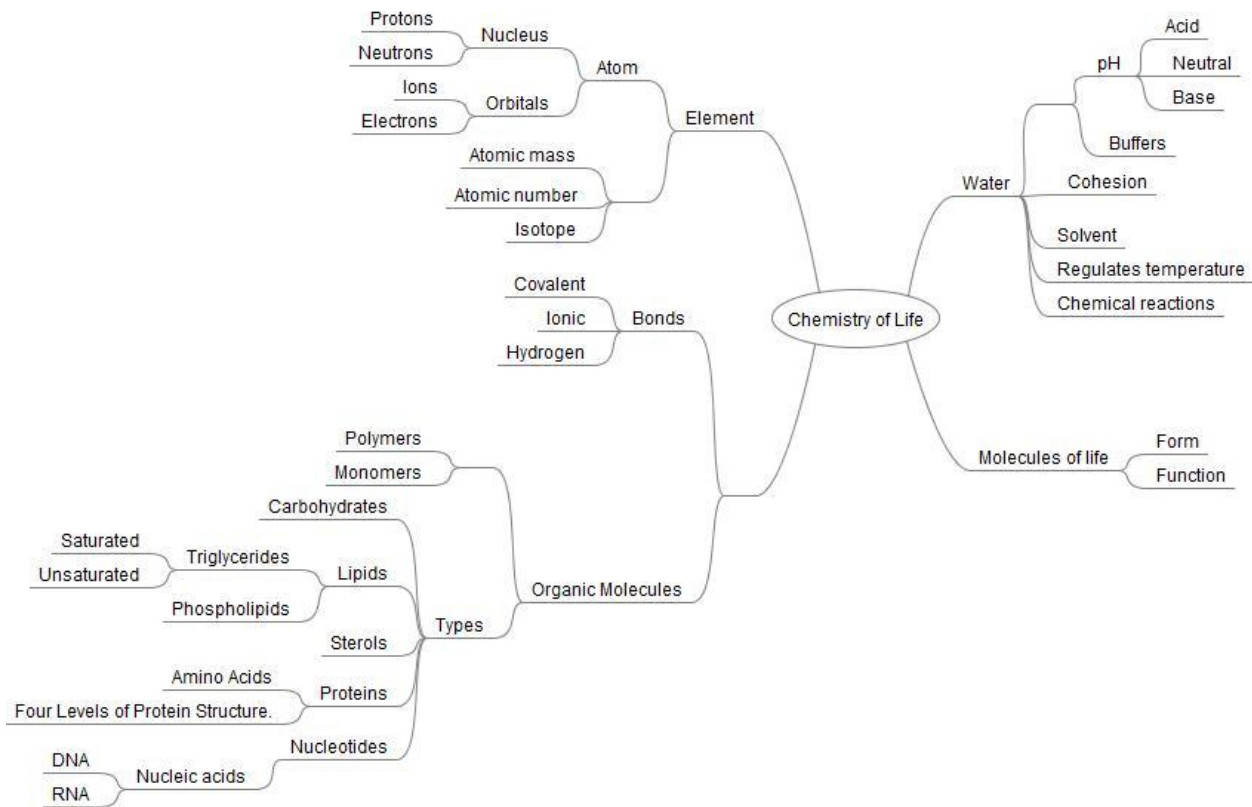 Protons
Neutrons
Nucleus
Ions
Electrons
Orbitals
Atom
Atomic mass
Atomic number
Isotope
Element
Covalent
Ionic
Hydrogen
Bonds
Polymers
Monomers
Carbohydrates
Saturated
Unsaturated
Triglycerides
Phospholipids
Lipids
Sterols
Amino Acids
Four Levels of Protein Structure.
Proteins
DNA
RNA
Nucleic acids
Nucleotides
Types
Organic Molecules
Chemistry of Life
Water
pH
Acid
Neutral
Base
Buffers
Cohesion
Solvent
Regulates temperature
Chemical reactions
Molecules of life
Form
Function